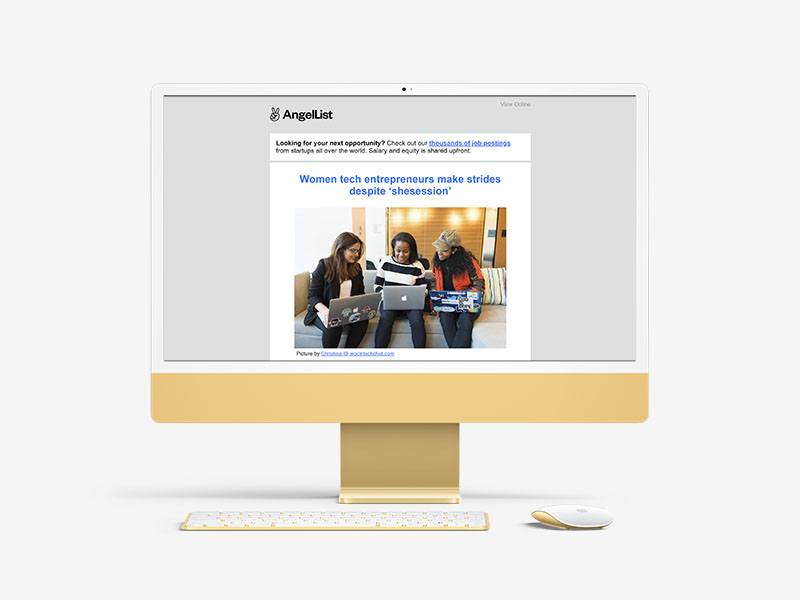 View Online
AngelList
Looking for your next opportunity? Check out our thousands of job postings
from startups all over the world. Salary and equity is shared upfront.
Women tech entrepreneurs make strides
despite ‘shesession’
Picture by Christina @ wocintechchat.com